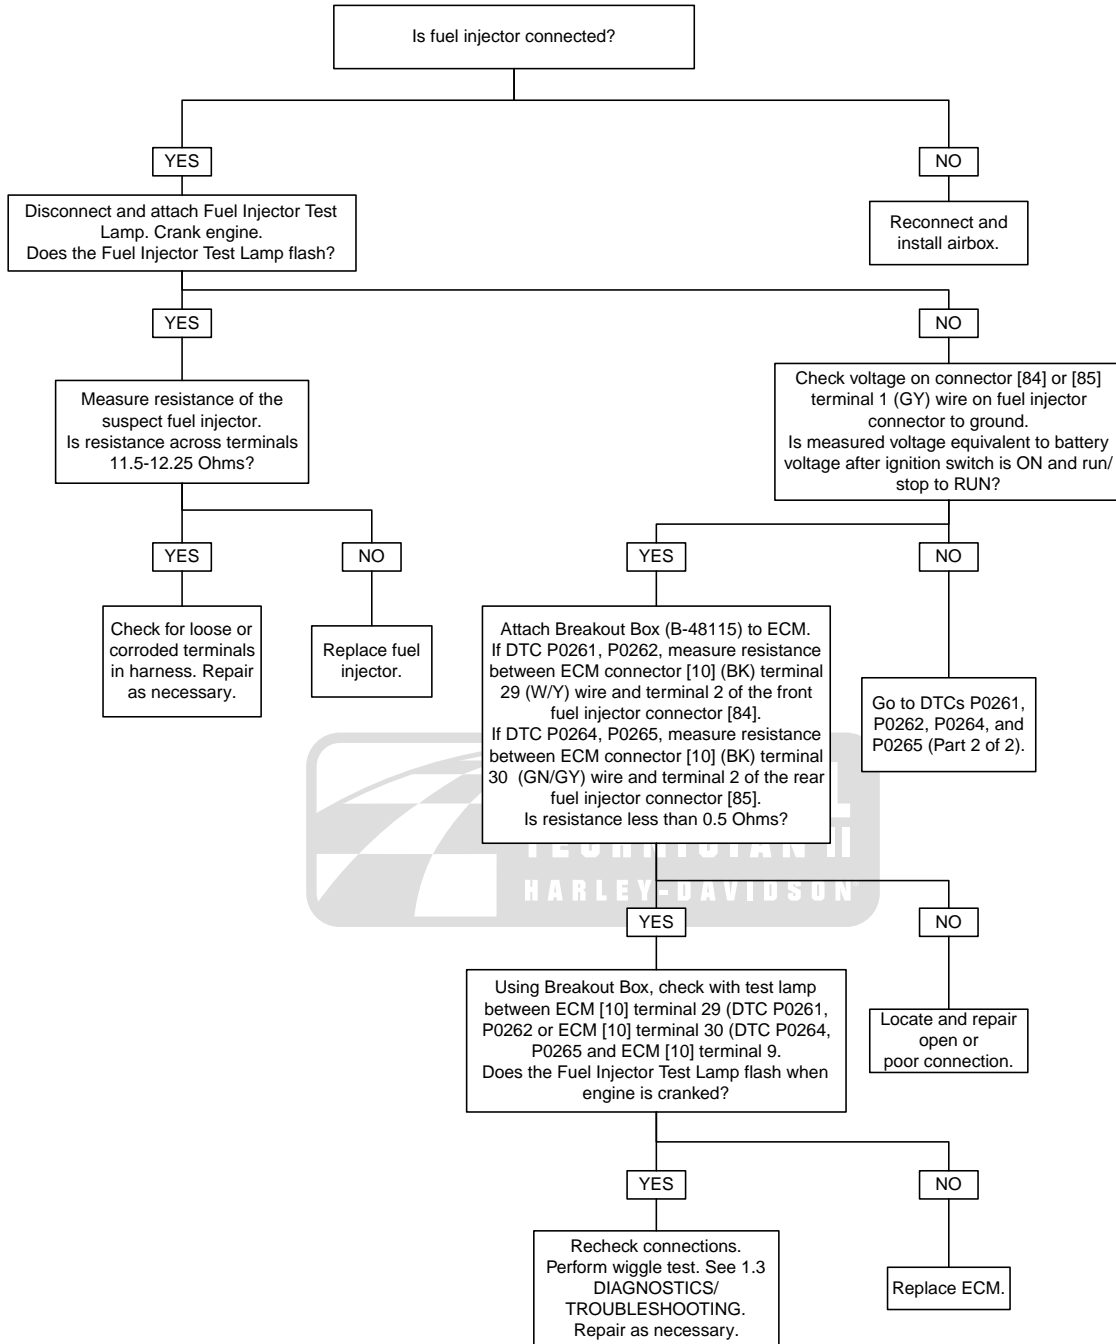 Is fuel injector connected?
YES
NO
Disconnect and attach Fuel Injector Test
Lamp. Crank engine.
Does the Fuel Injector Test Lamp flash?
Reconnect and
install airbox.
YES
NO
Measure resistance of the
suspect fuel injector.
Is resistance across terminals
11.5-12.25 Ohms?
Check voltage on connector [84] or [85]
terminal 1 (GY) wire on fuel injector
connector to ground.
Is measured voltage equivalent to battery
voltage after ignition switch is ON and run/
stop to RUN?
YES
NO
YES
NO
Check for loose or
corroded terminals
in harness. Repair
as necessary.
Replace fuel
injector.
Attach Breakout Box (B-48115) to ECM.
If DTC P0261, P0262, measure resistance
between ECM connector [10] (BK) terminal
29 (W/Y) wire and terminal 2 of the front
fuel injector connector [84].
If DTC P0264, P0265, measure resistance
between ECM connector [10] (BK) terminal
30 (GN/GY) wire and terminal 2 of the rear
fuel injector connector [85].
Is resistance less than 0.5 Ohms?
Go to DTCs P0261,
P0262, P0264, and
P0265 (Part 2 of 2).
TECHNICIAN II
HARLEY-DAVIDSON
YES
NO
Using Breakout Box, check with test lamp
between ECM [10] terminal 29 (DTC P0261,
P0262 or ECM [10] terminal 30 (DTC P0264,
P0265 and ECM [10] terminal 9.
Does the Fuel Injector Test Lamp flash when
engine is cranked?
Locate and repair
open or
poor connection.
YES
NO
Recheck connections.
Perform wiggle test. See 1.3
DIAGNOSTICS/
TROUBLESHOOTING.
Repair as necessary.
Replace ECM.